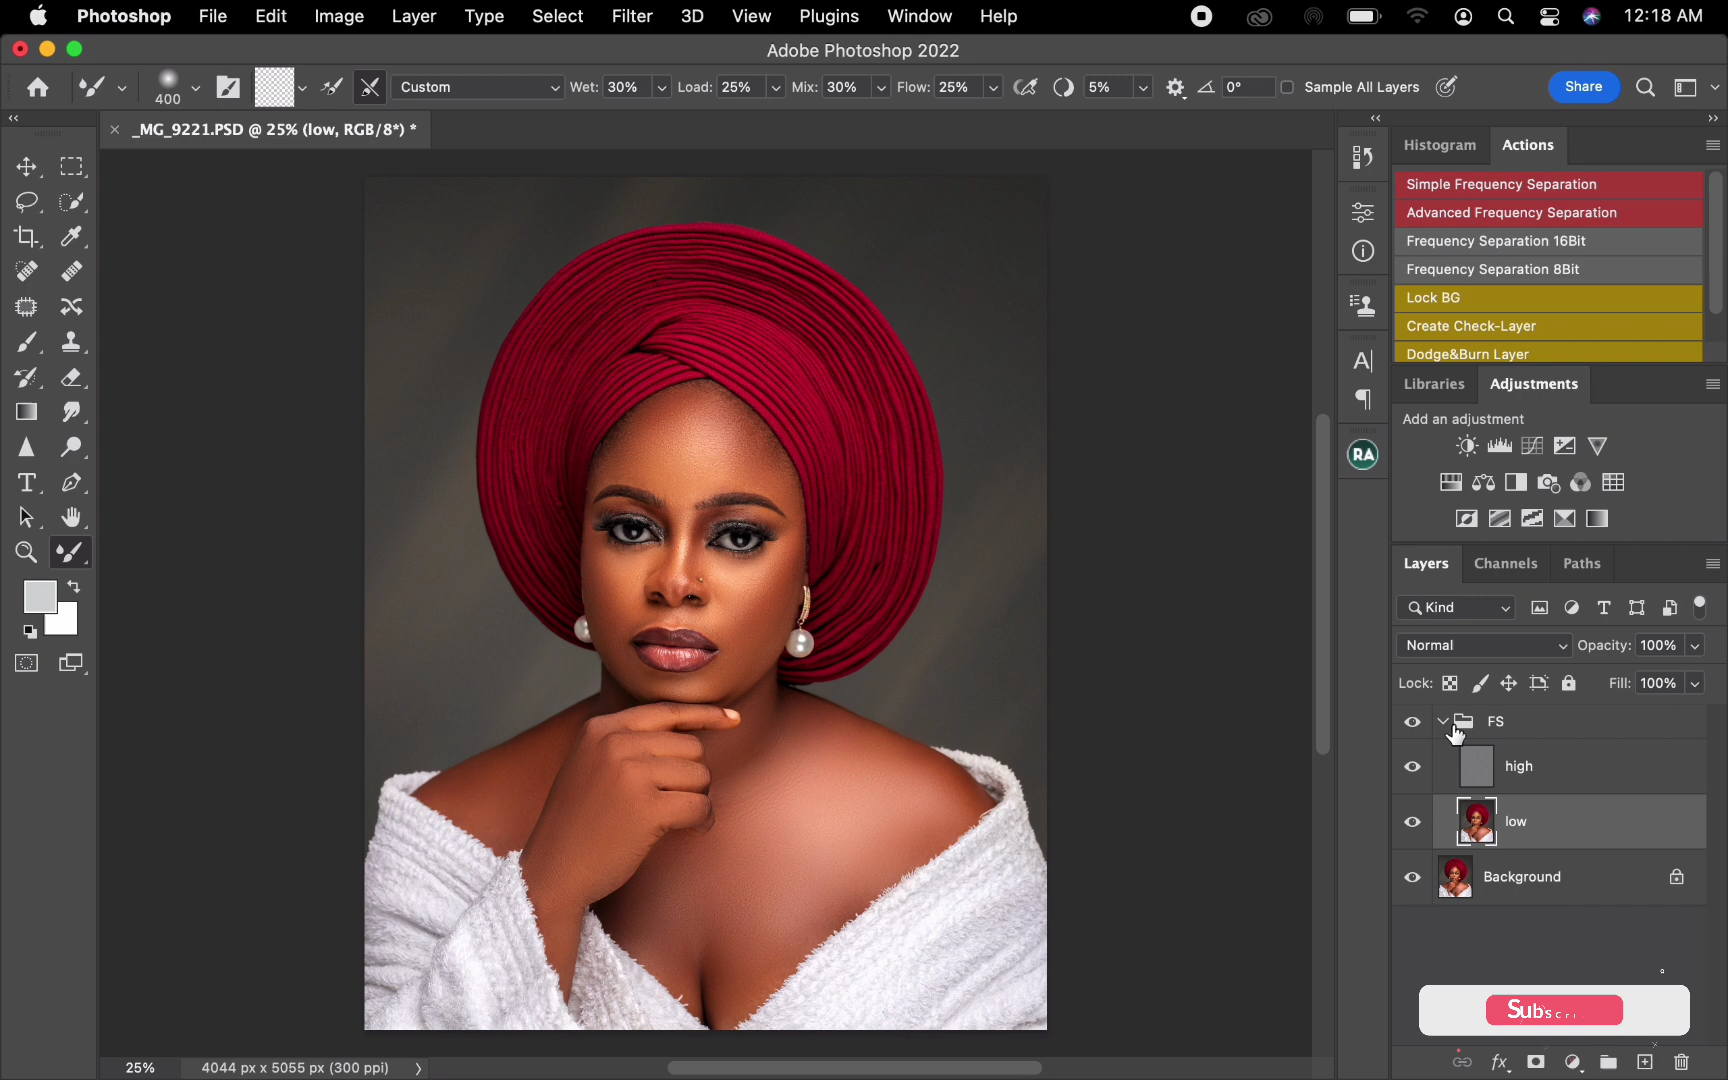 Photoshop File Edit Image Layer Type Select Filter 3D View Plugins Window Help 12:18 AM
Adobe Photoshop 2022
400 Custom Wet: 30% Load: 25% Mix: 30% Flow: 25% 5% 0° Sample All Layers Share
_MG_9221.PSD @ 25% (low, RGB/8*) *
Histogram Actions
Simple Frequency Separation
Advanced Frequency Separation
Frequency Separation 16Bit
Frequency Separation 8Bit
Lock BG
Create Check-Layer
Dodge&Burn Layer
Libraries Adjustments
Add an adjustment
RA
Layers Channels Paths
Kind
Normal Opacity: 100%
Lock: Fill: 100%
FS
high
low
Background
Subscri
25% 4044 px x 5055 px (300 ppi)
fx